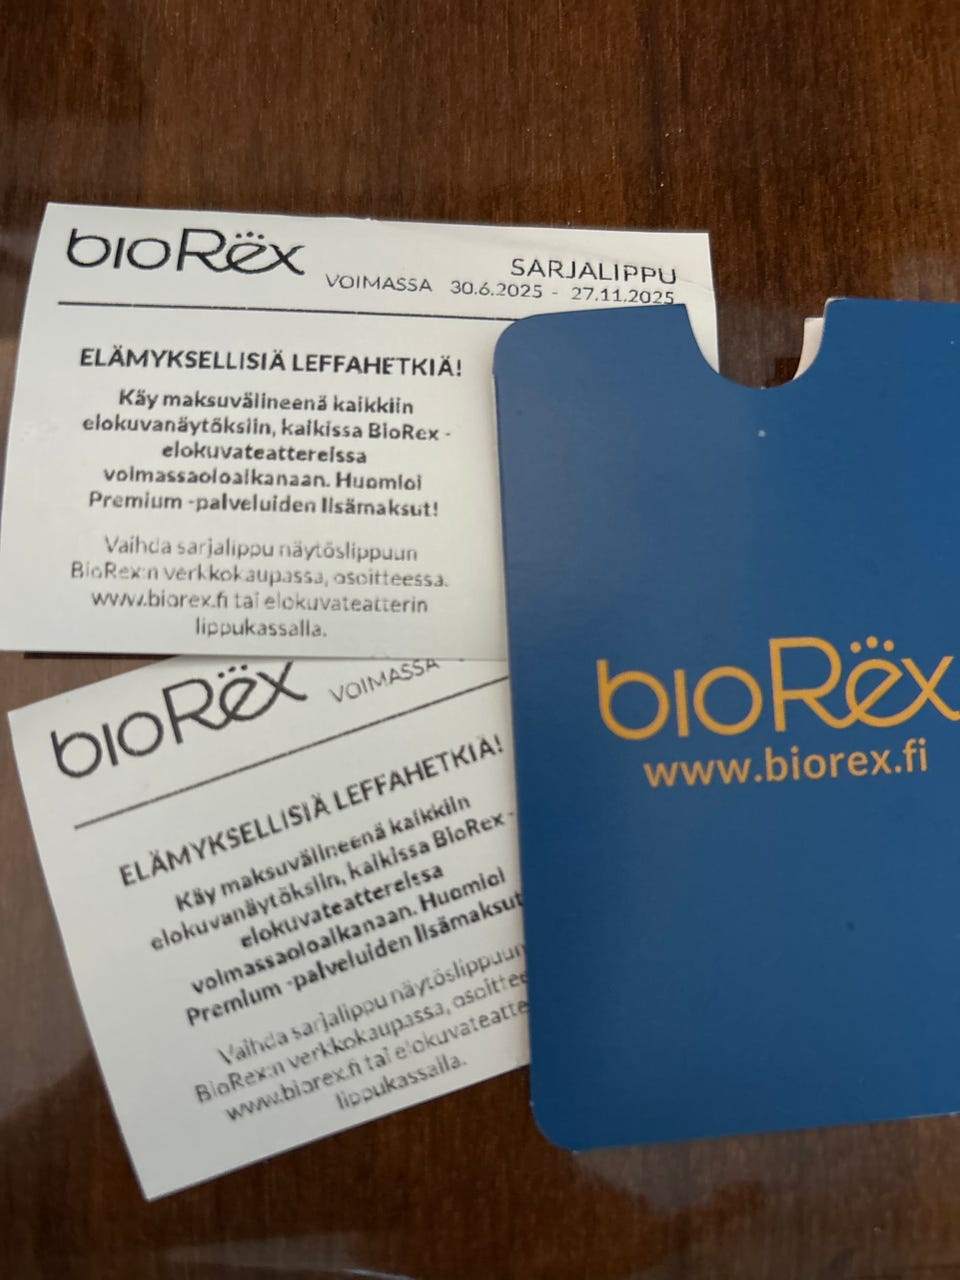 bioRëx
SARJALIPPU
VOIMASSA 30.6.2025 - 27.11.2025
ELÄMYKSELLISIÄ LEFFAHETKIÄ!
Käy maksuvälineenä kaikkiin
elokuvanäytöksiin, kaikissa BioRex -
elokuvateattereissa
voimassaoloaikanaan. Huomioi
Premium -palveluiden lisämaksut!
Vaihda sarjalippu näytöslippuun
BioRex:n verkkokaupassa, osoitteessa.
www.biorex.fi tai elokuvateatterin
lippukassalla.
bioRëx
VOIMASSA
ELÄMYKSELLISIÄ LEFFAHETKIÄ!
Käy maksuvälineenä kaikkiin
elokuvanäytöksiin, kaikissa BioRex -
elokuvateattereissa
voimassaoloaikanaan. Huomioi
Premium -palveluiden lisämaksut
Vaihda sarjalippu näytöslippuun
BioRex:n verkkokaupassa, osoittee
www.biorex.fi tai elokuvateatte
lippukassalla.
bioRëx
www.biorex.fi